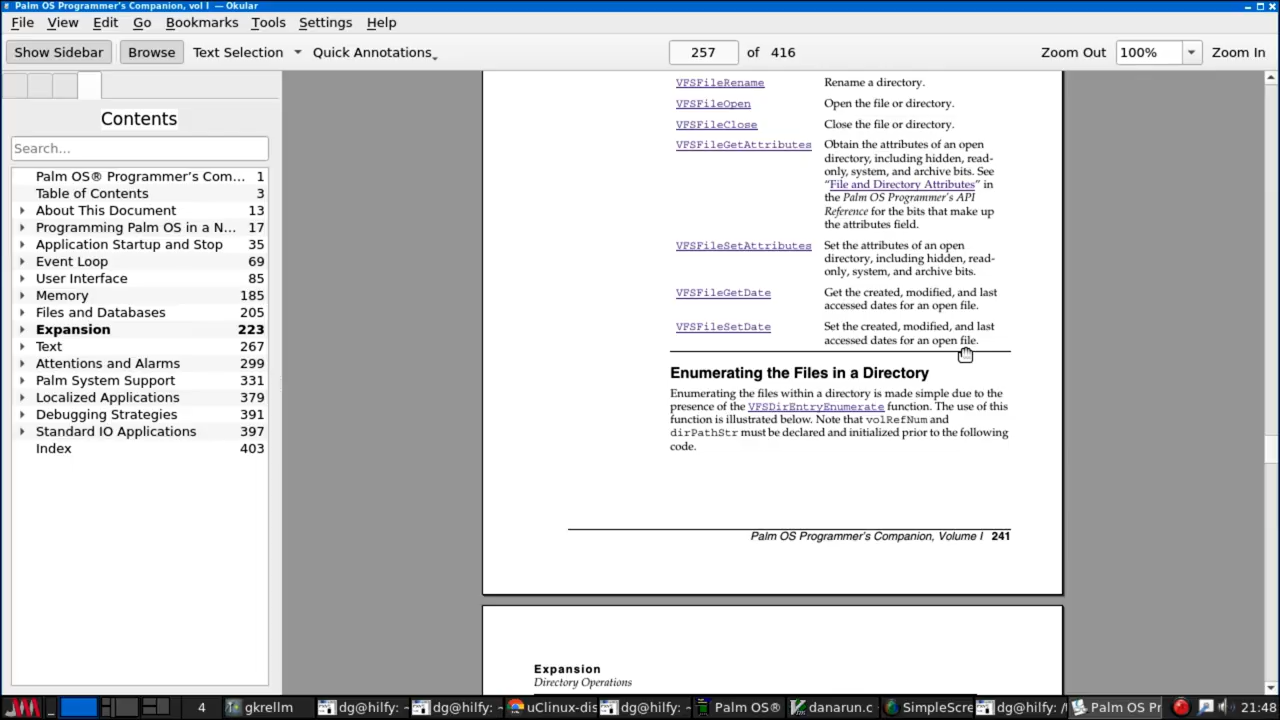 Palm OS Programmer's Companion, vol I — Okular
File View Edit Go Bookmarks Tools Settings Help
Show Sidebar Browse Text Selection Quick Annotations 257 of 416 Zoom Out 100% Zoom In
Contents
Search...
Palm OS® Programmer's Com... 1
Table of Contents 3
About This Document 13
Programming Palm OS in a N... 17
Application Startup and Stop 35
Event Loop 69
User Interface 85
Memory 185
Files and Databases 205
Expansion 223
Text 267
Attentions and Alarms 299
Palm System Support 331
Localized Applications 379
Debugging Strategies 391
Standard IO Applications 397
Index 403
VFSFileRename Rename a directory.
VFSFileOpen Open the file or directory.
VFSFileClose Close the file or directory.
VFSFileGetAttributes Obtain the attributes of an open
directory, including hidden, read-
only, system, and archive bits. See
“File and Directory Attributes” in
the Palm OS Programmer's API
Reference for the bits that make up
the attributes field.
VFSFileSetAttributes Set the attributes of an open
directory, including hidden, read-
only, system, and archive bits.
VFSFileGetDate Get the created, modified, and last
accessed dates for an open file.
VFSFileSetDate Set the created, modified, and last
accessed dates for an open file.
Enumerating the Files in a Directory
Enumerating the files within a directory is made simple due to the
presence of the VFSDirEntryEnumerate function. The use of this
function is illustrated below. Note that volRefNum and
dirPathStr must be declared and initialized prior to the following
code.
Palm OS Programmer's Companion, Volume I 241
Expansion
Directory Operations
4 gkrellm dg@hilfy: ~ dg@hilfy: ~ uClinux-dis dg@hilfy: ~ Palm OS® danarun.c SimpleScre dg@hilfy: /r Palm OS Pr 21:48